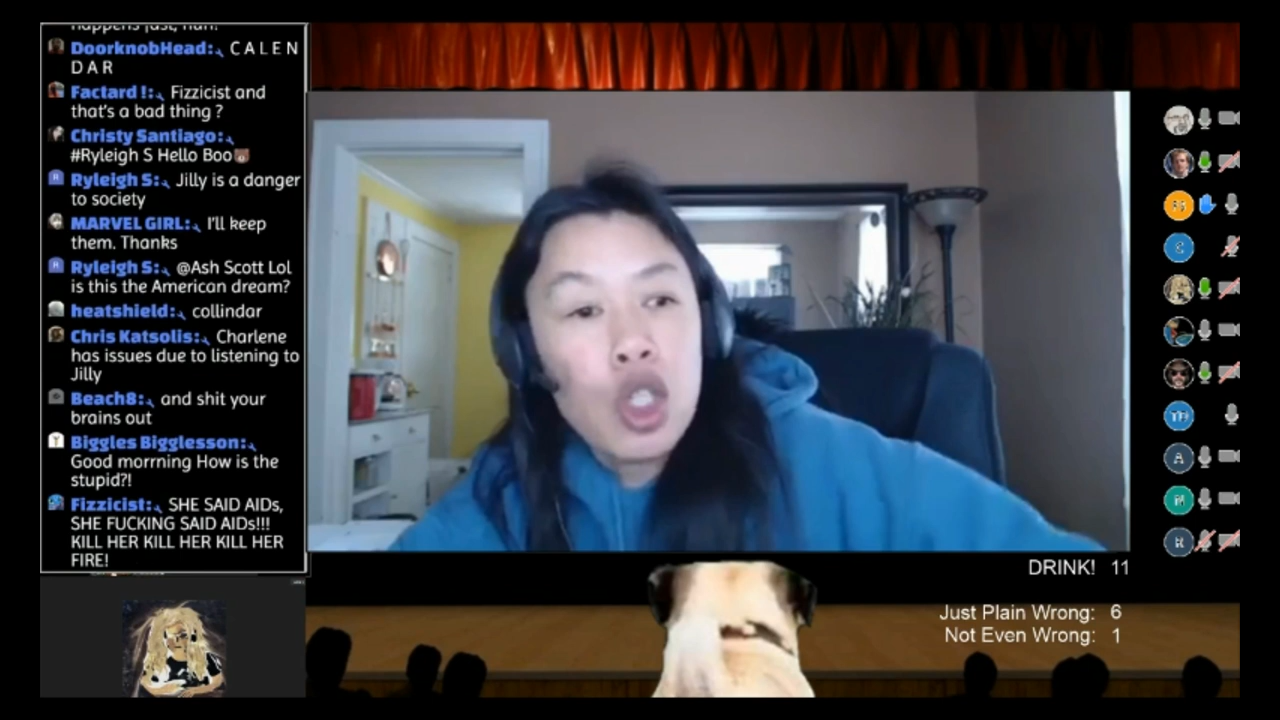 happens just, huh?
DoorknobHead: C A L E N
D A R
Factard !: Fizzicist and
that's a bad thing ?
Christy Santiago:
#Ryleigh S Hello Boo🐻
Ryleigh S: Jilly is a danger
to society
MARVEL GIRL: I'll keep
them. Thanks
Ryleigh S: @Ash Scott Lol
is this the American dream?
heatshield: collindar
Chris Katsolis: Charlene
has issues due to listening to
Jilly
Beach8: and shit your
brains out
Biggles Bigglesson:
Good morrning How is the
stupid?!
Fizzicist: SHE SAID AIDs,
SHE FUCKING SAID AIDs!!!
KILL HER KILL HER KILL HER
FIRE!
DRINK! 11
Just Plain Wrong: 6
Not Even Wrong: 1